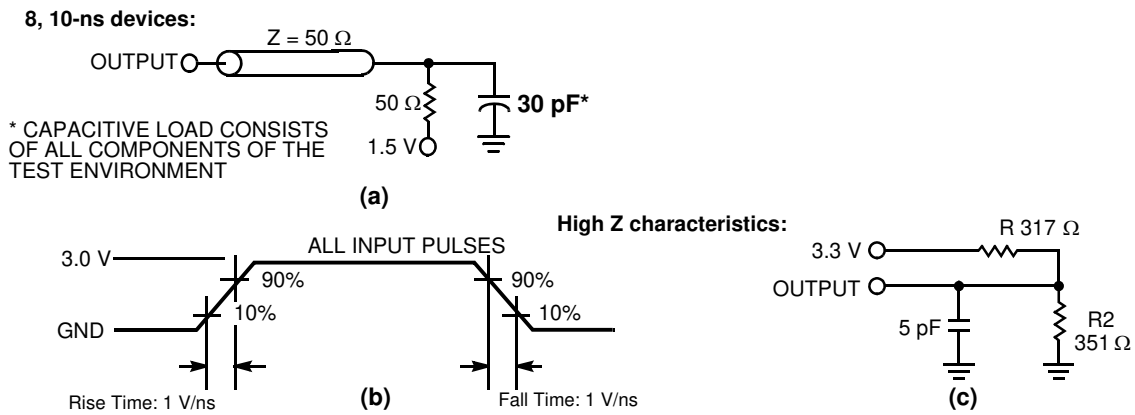 8, 10-ns devices:
Z = 50 Ω
OUTPUT
50 Ω
30 pF*
1.5 V
* CAPACITIVE LOAD CONSISTS
OF ALL COMPONENTS OF THE
TEST ENVIRONMENT
(a)
High Z characteristics:
3.0 V
ALL INPUT PULSES
90%
10%
90%
10%
GND
Rise Time: 1 V/ns
(b)
Fall Time: 1 V/ns
R 317 Ω
3.3 V
OUTPUT
5 pF
R2
351 Ω
(c)